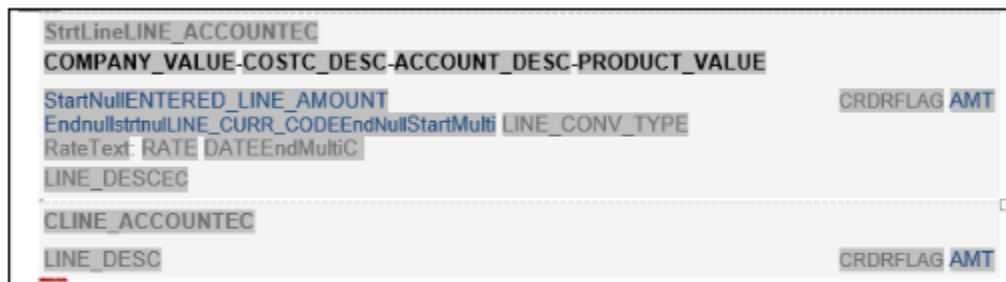 StrtLineLINE_ACCOUNTEC
COMPANY_VALUE-COSTC_DESC-ACCOUNT_DESC-PRODUCT_VALUE
StartNullENTERED_LINE_AMOUNT CRDRFLAG AMT
EndnullstrtnulLINE_CURR_CODEEndNullStartMulti LINE_CONV_TYPE
RateText: RATE DATEEndMultiC
LINE_DESCEC
CLINE_ACCOUNTEC
LINE_DESC CRDRFLAG AMT